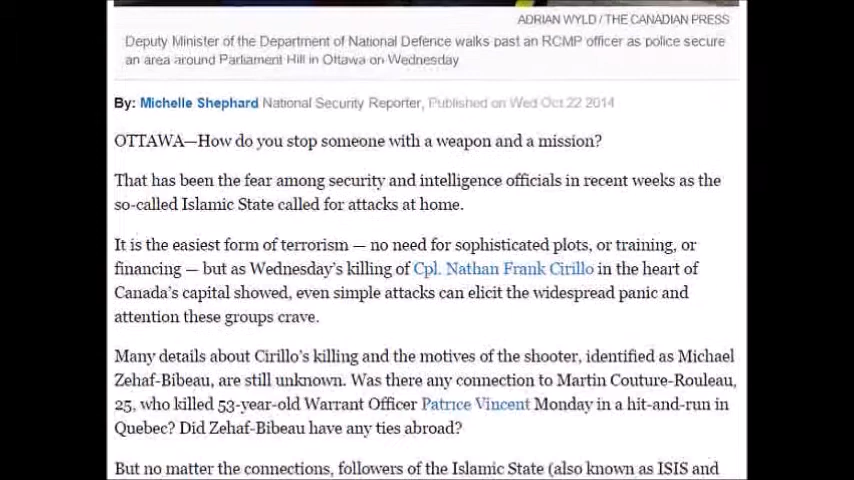 ADRIAN WYLD / THE CANADIAN PRESS
Deputy Minister of the Department of National Defence walks past an RCMP officer as police secure
an area around Parliament Hill in Ottawa on Wednesday
By: Michelle Shephard National Security Reporter, Published on Wed Oct 22 2014
OTTAWA—How do you stop someone with a weapon and a mission?
That has been the fear among security and intelligence officials in recent weeks as the
so-called Islamic State called for attacks at home.
It is the easiest form of terrorism — no need for sophisticated plots, or training, or
financing — but as Wednesday's killing of Cpl. Nathan Frank Cirillo in the heart of
Canada's capital showed, even simple attacks can elicit the widespread panic and
attention these groups crave.
Many details about Cirillo's killing and the motives of the shooter, identified as Michael
Zehaf-Bibeau, are still unknown. Was there any connection to Martin Couture-Rouleau,
25, who killed 53-year-old Warrant Officer Patrice Vincent Monday in a hit-and-run in
Quebec? Did Zehaf-Bibeau have any ties abroad?
But no matter the connections, followers of the Islamic State (also known as ISIS and